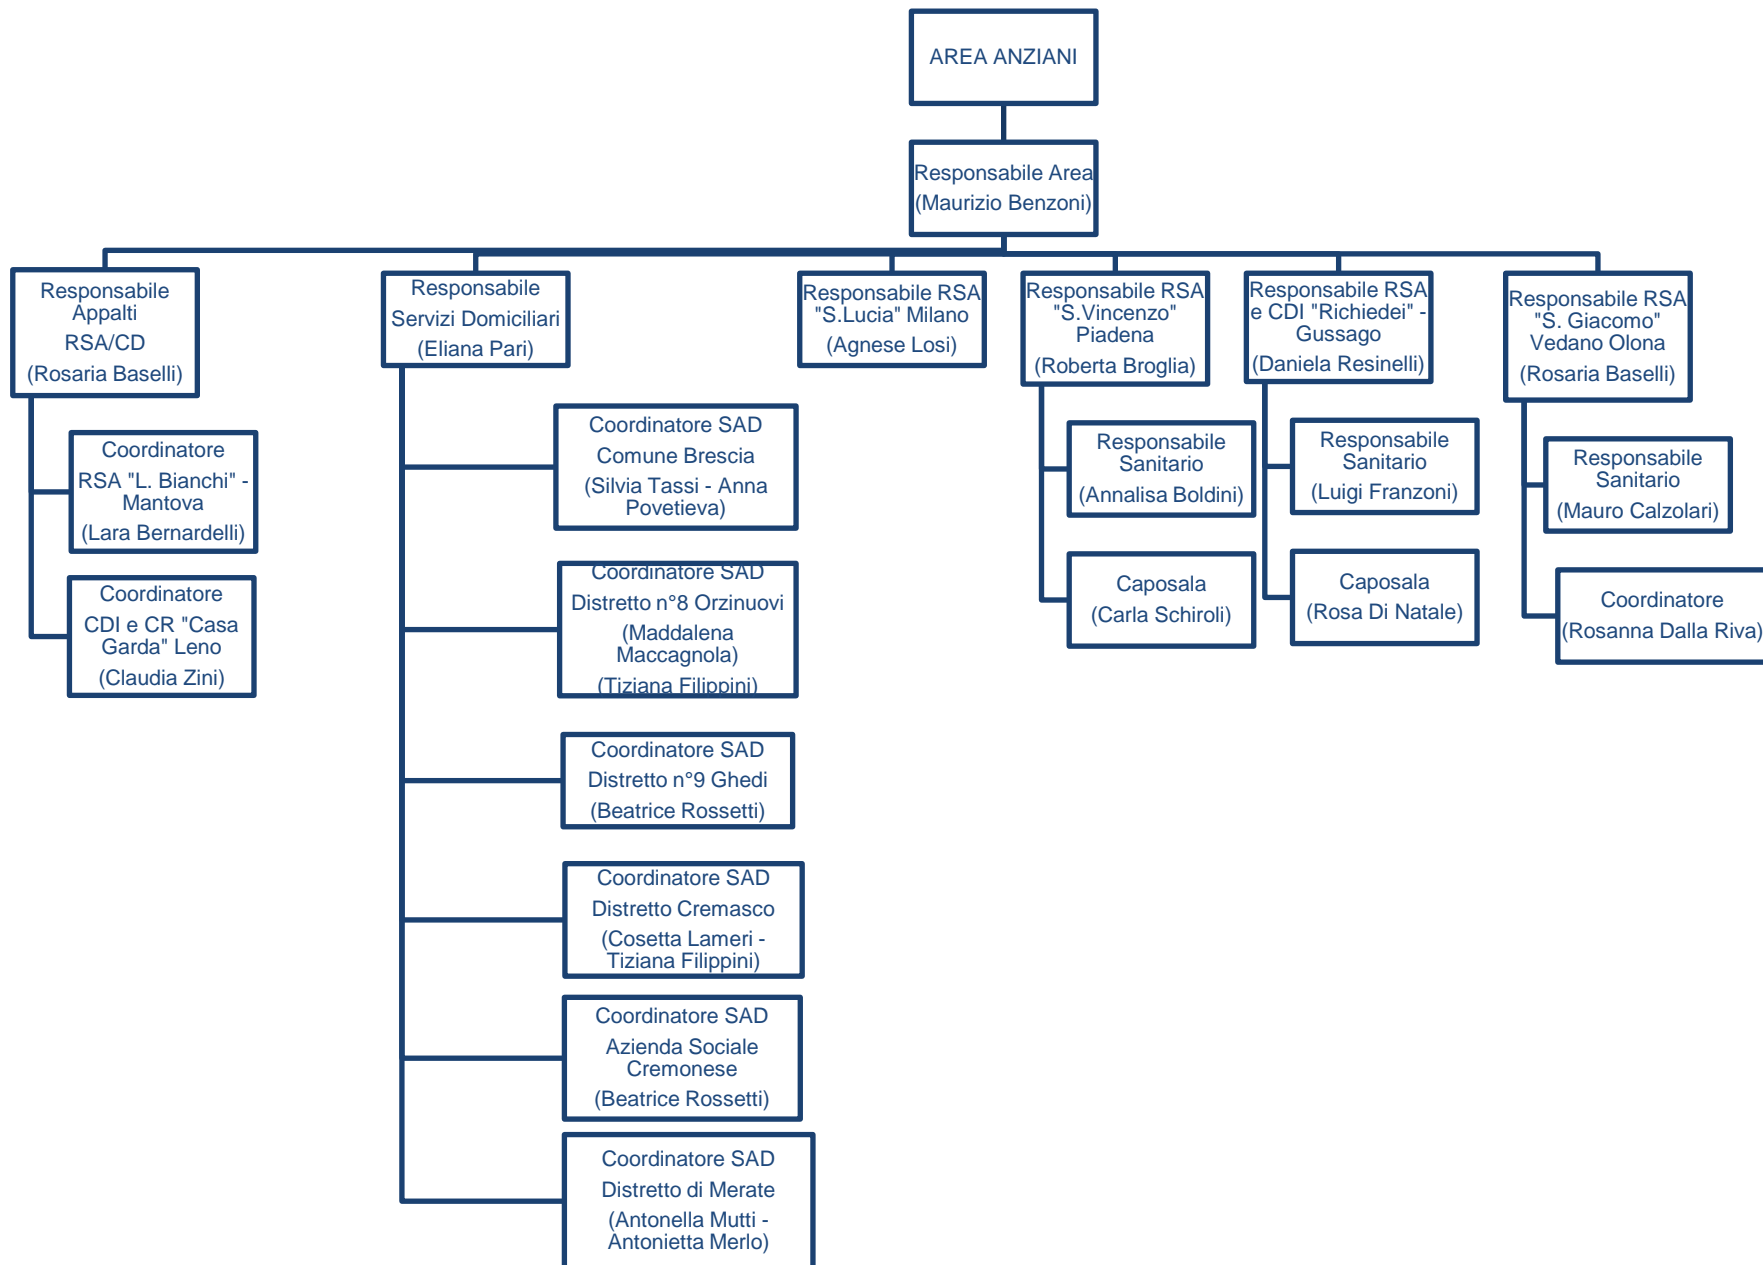 AREA ANZIANI
Responsabile Area
(Maurizio Benzoni)
Responsabile
Appalti
RSA/CD
(Rosaria Baselli)
Coordinatore
RSA "L. Bianchi" -
Mantova
(Lara Bernardelli)
Coordinatore
CDI e CR "Casa
Garda" Leno
(Claudia Zini)
Responsabile
Servizi Domiciliari
(Eliana Pari)
Coordinatore SAD
Comune Brescia
(Silvia Tassi - Anna
Povetieva)
Coordinatore SAD
Distretto n°8 Orzinuovi
(Maddalena
Maccagnola)
(Tiziana Filippini)
Coordinatore SAD
Distretto n°9 Ghedi
(Beatrice Rossetti)
Coordinatore SAD
Distretto Cremasco
(Cosetta Lameri -
Tiziana Filippini)
Coordinatore SAD
Azienda Sociale
Cremonese
(Beatrice Rossetti)
Coordinatore SAD
Distretto di Merate
(Antonella Mutti -
Antonietta Merlo)
Responsabile RSA
"S.Lucia" Milano
(Agnese Losi)
Responsabile RSA
"S.Vincenzo"
Piadena
(Roberta Broglia)
Responsabile
Sanitario
(Annalisa Boldini)
Caposala
(Carla Schiroli)
Responsabile RSA
e CDI "Richiedei" -
Gussago
(Daniela Resinelli)
Responsabile
Sanitario
(Luigi Franzoni)
Caposala
(Rosa Di Natale)
Responsabile RSA
"S. Giacomo"
Vedano Olona
(Rosaria Baselli)
Responsabile
Sanitario
(Mauro Calzolari)
Coordinatore
(Rosanna Dalla Riva)